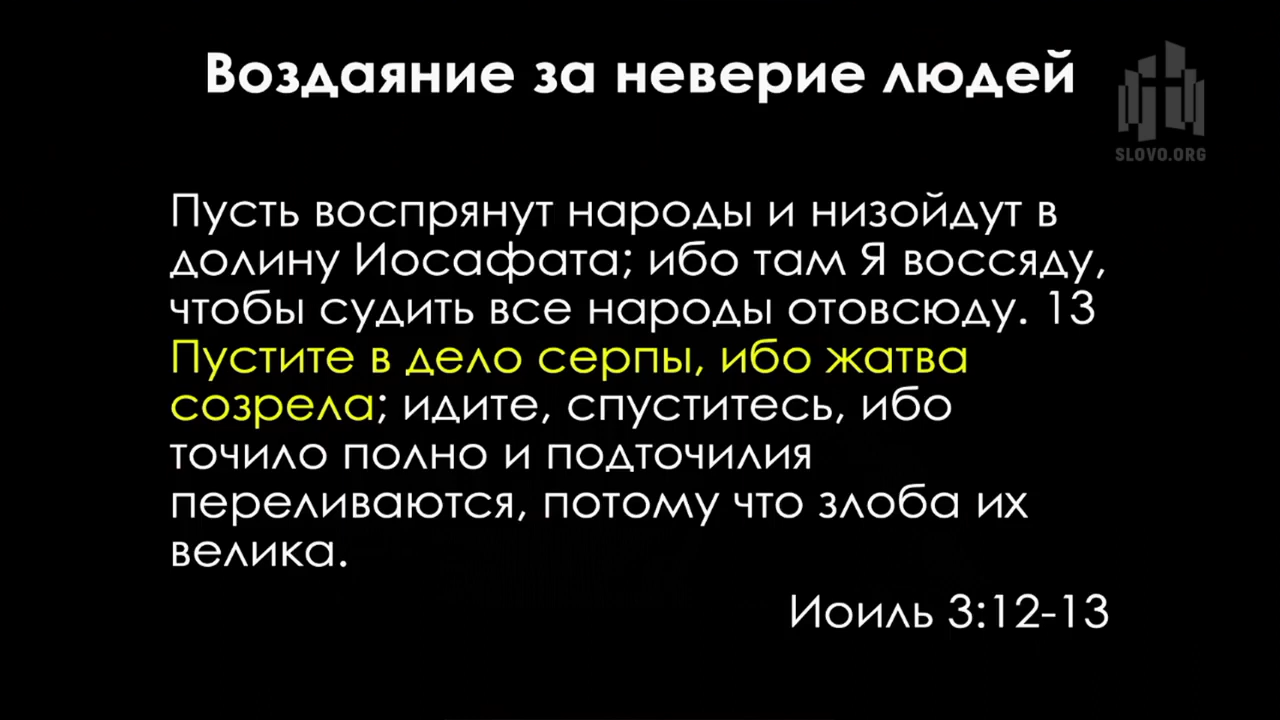 Воздаяние за неверие людей
SLOVO.ORG
Пусть воспрянут народы и низойдут в
долину Иосафата; ибо там Я воссяду,
чтобы судить все народы отовсюду. 13
Пустите в дело серпы, ибо жатва
созрела; идите, спуститесь, ибо
точило полно и подточилия
переливаются, потому что злоба их
велика.
Иоиль 3:12-13